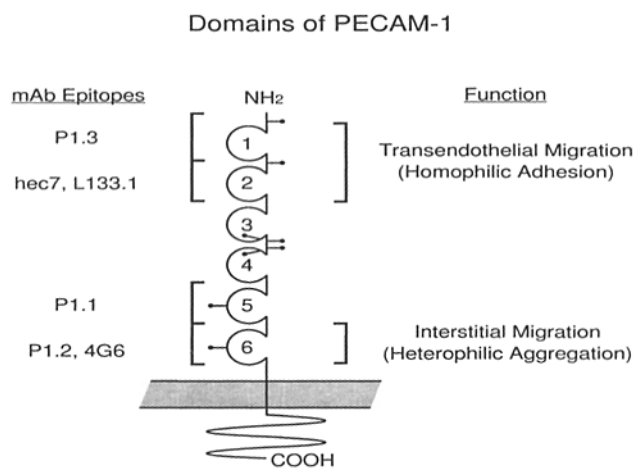 Domains of PECAM-1
mAb Epitopes
NH2
Function
P1.3
1
Transendothelial Migration
(Homophilic Adhesion)
hec7, L133.1
2
3
4
P1.1
5
P1.2, 4G6
6
Interstitial Migration
(Heterophilic Aggregation)
COOH